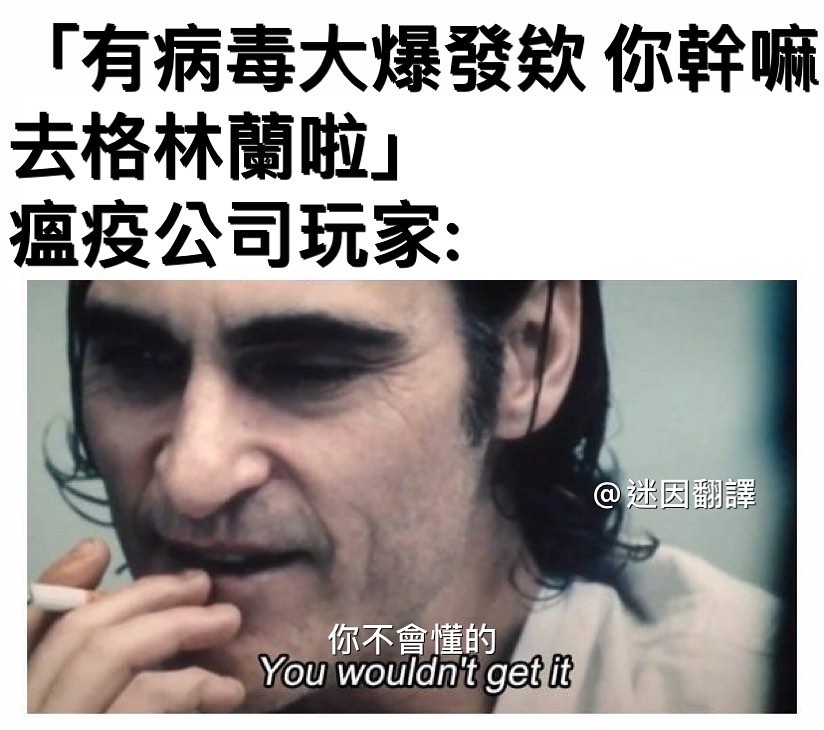 「有病毒大爆發欸 你幹嘛
去格林蘭啦」
瘟疫公司玩家:
@迷因翻譯
你不會懂的
You wouldn't get it